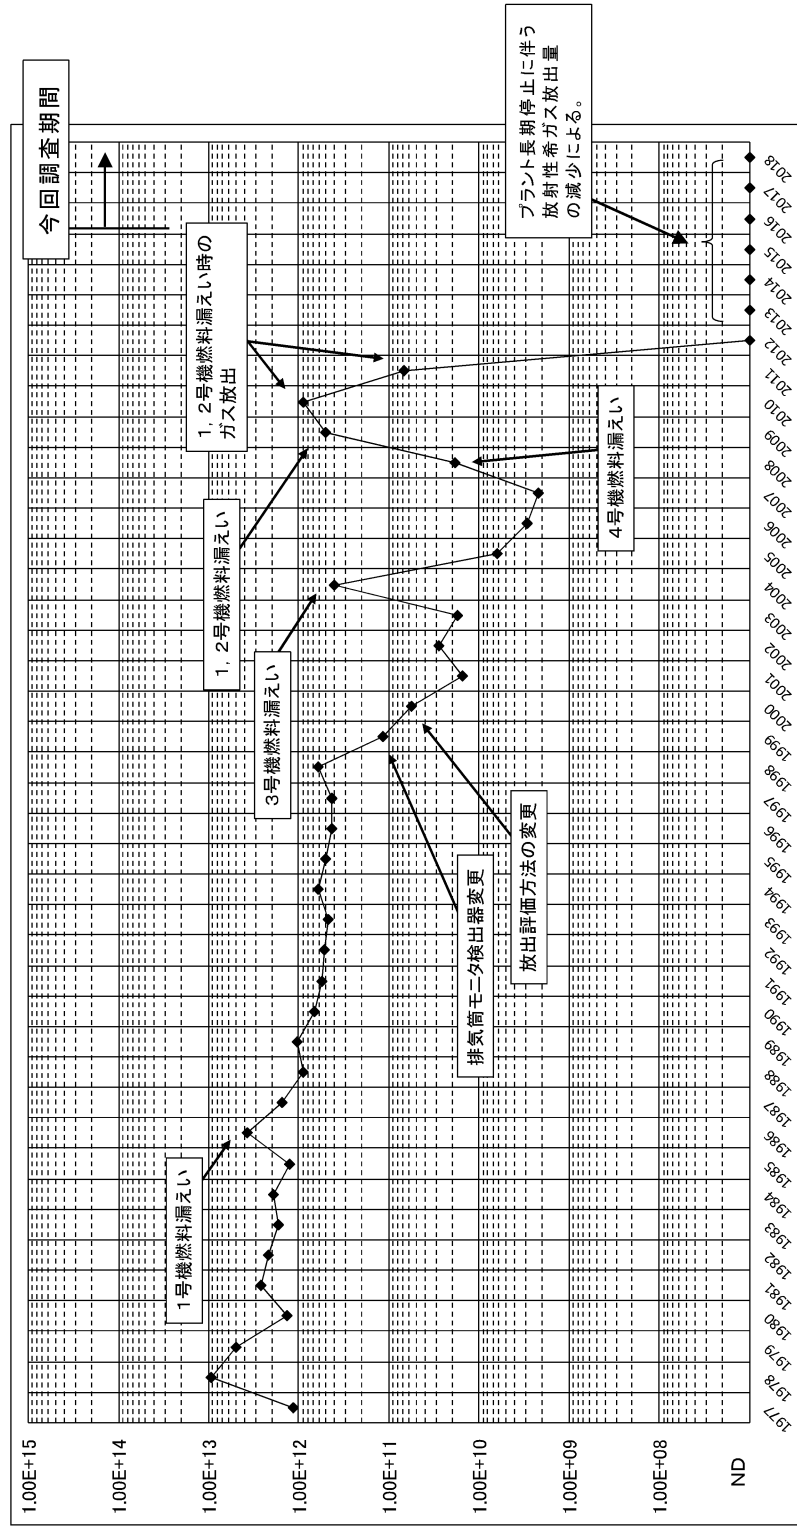 1.00E+15
1.00E+14
1.00E+13
1.00E+12
1.00E+11
1.00E+10
1.00E+09
1.00E+08
ND
1977
1978
1979
1980
1981
1982
1983
1984
1985
1986
1987
1988
1989
1990
1991
1992
1993
1994
1995
1996
1997
1998
1999
2000
2001
2002
2003
2004
2005
2006
2007
2008
2009
2010
2011
2012
2013
2014
2015
2016
2017
2018
1号機燃料漏えい
排気筒モニタ検出器変更
放出評価方法の変更
3号機燃料漏えい
1, 2号機燃料漏えい
4号機燃料漏えい
1, 2号機燃料漏えい時の
ガス放出
今回調査期間
プラント長期停止に伴う
放射性希ガス放出量
の減少による。